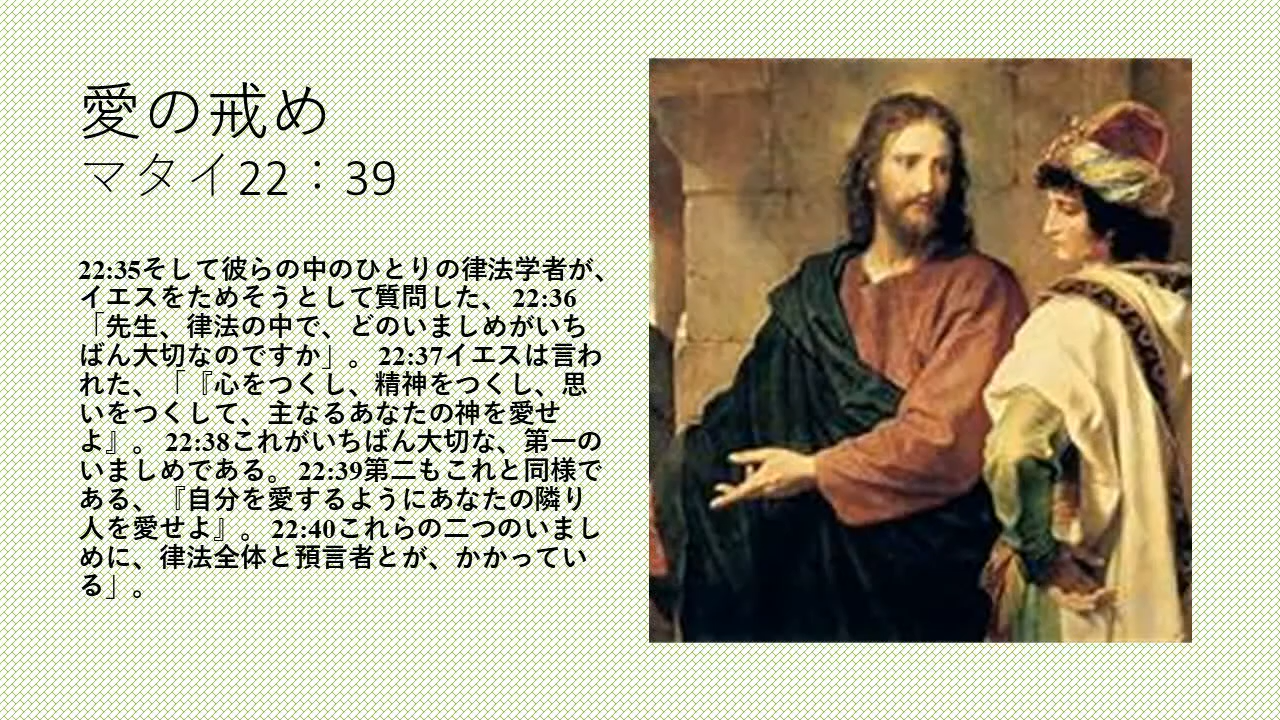 愛の戒め
マタイ22：39
22:35そして彼らの中のひとりの律法学者が、
イエスをためそうとして質問した、 22:36
「先生、律法の中で、どのいましめがいち
ばん大切なのですか」。 22:37イエスは言わ
れた、「『心をつくし、精神をつくし、思
いをつくして、主なるあなたの神を愛せ
よ』。 22:38これがいちばん大切な、第一の
いましめである。 22:39第二もこれと同様で
ある、『自分を愛するようにあなたの隣り
人を愛せよ』。 22:40これらの二つのいまし
めに、律法全体と預言者とが、かかってい
る」。